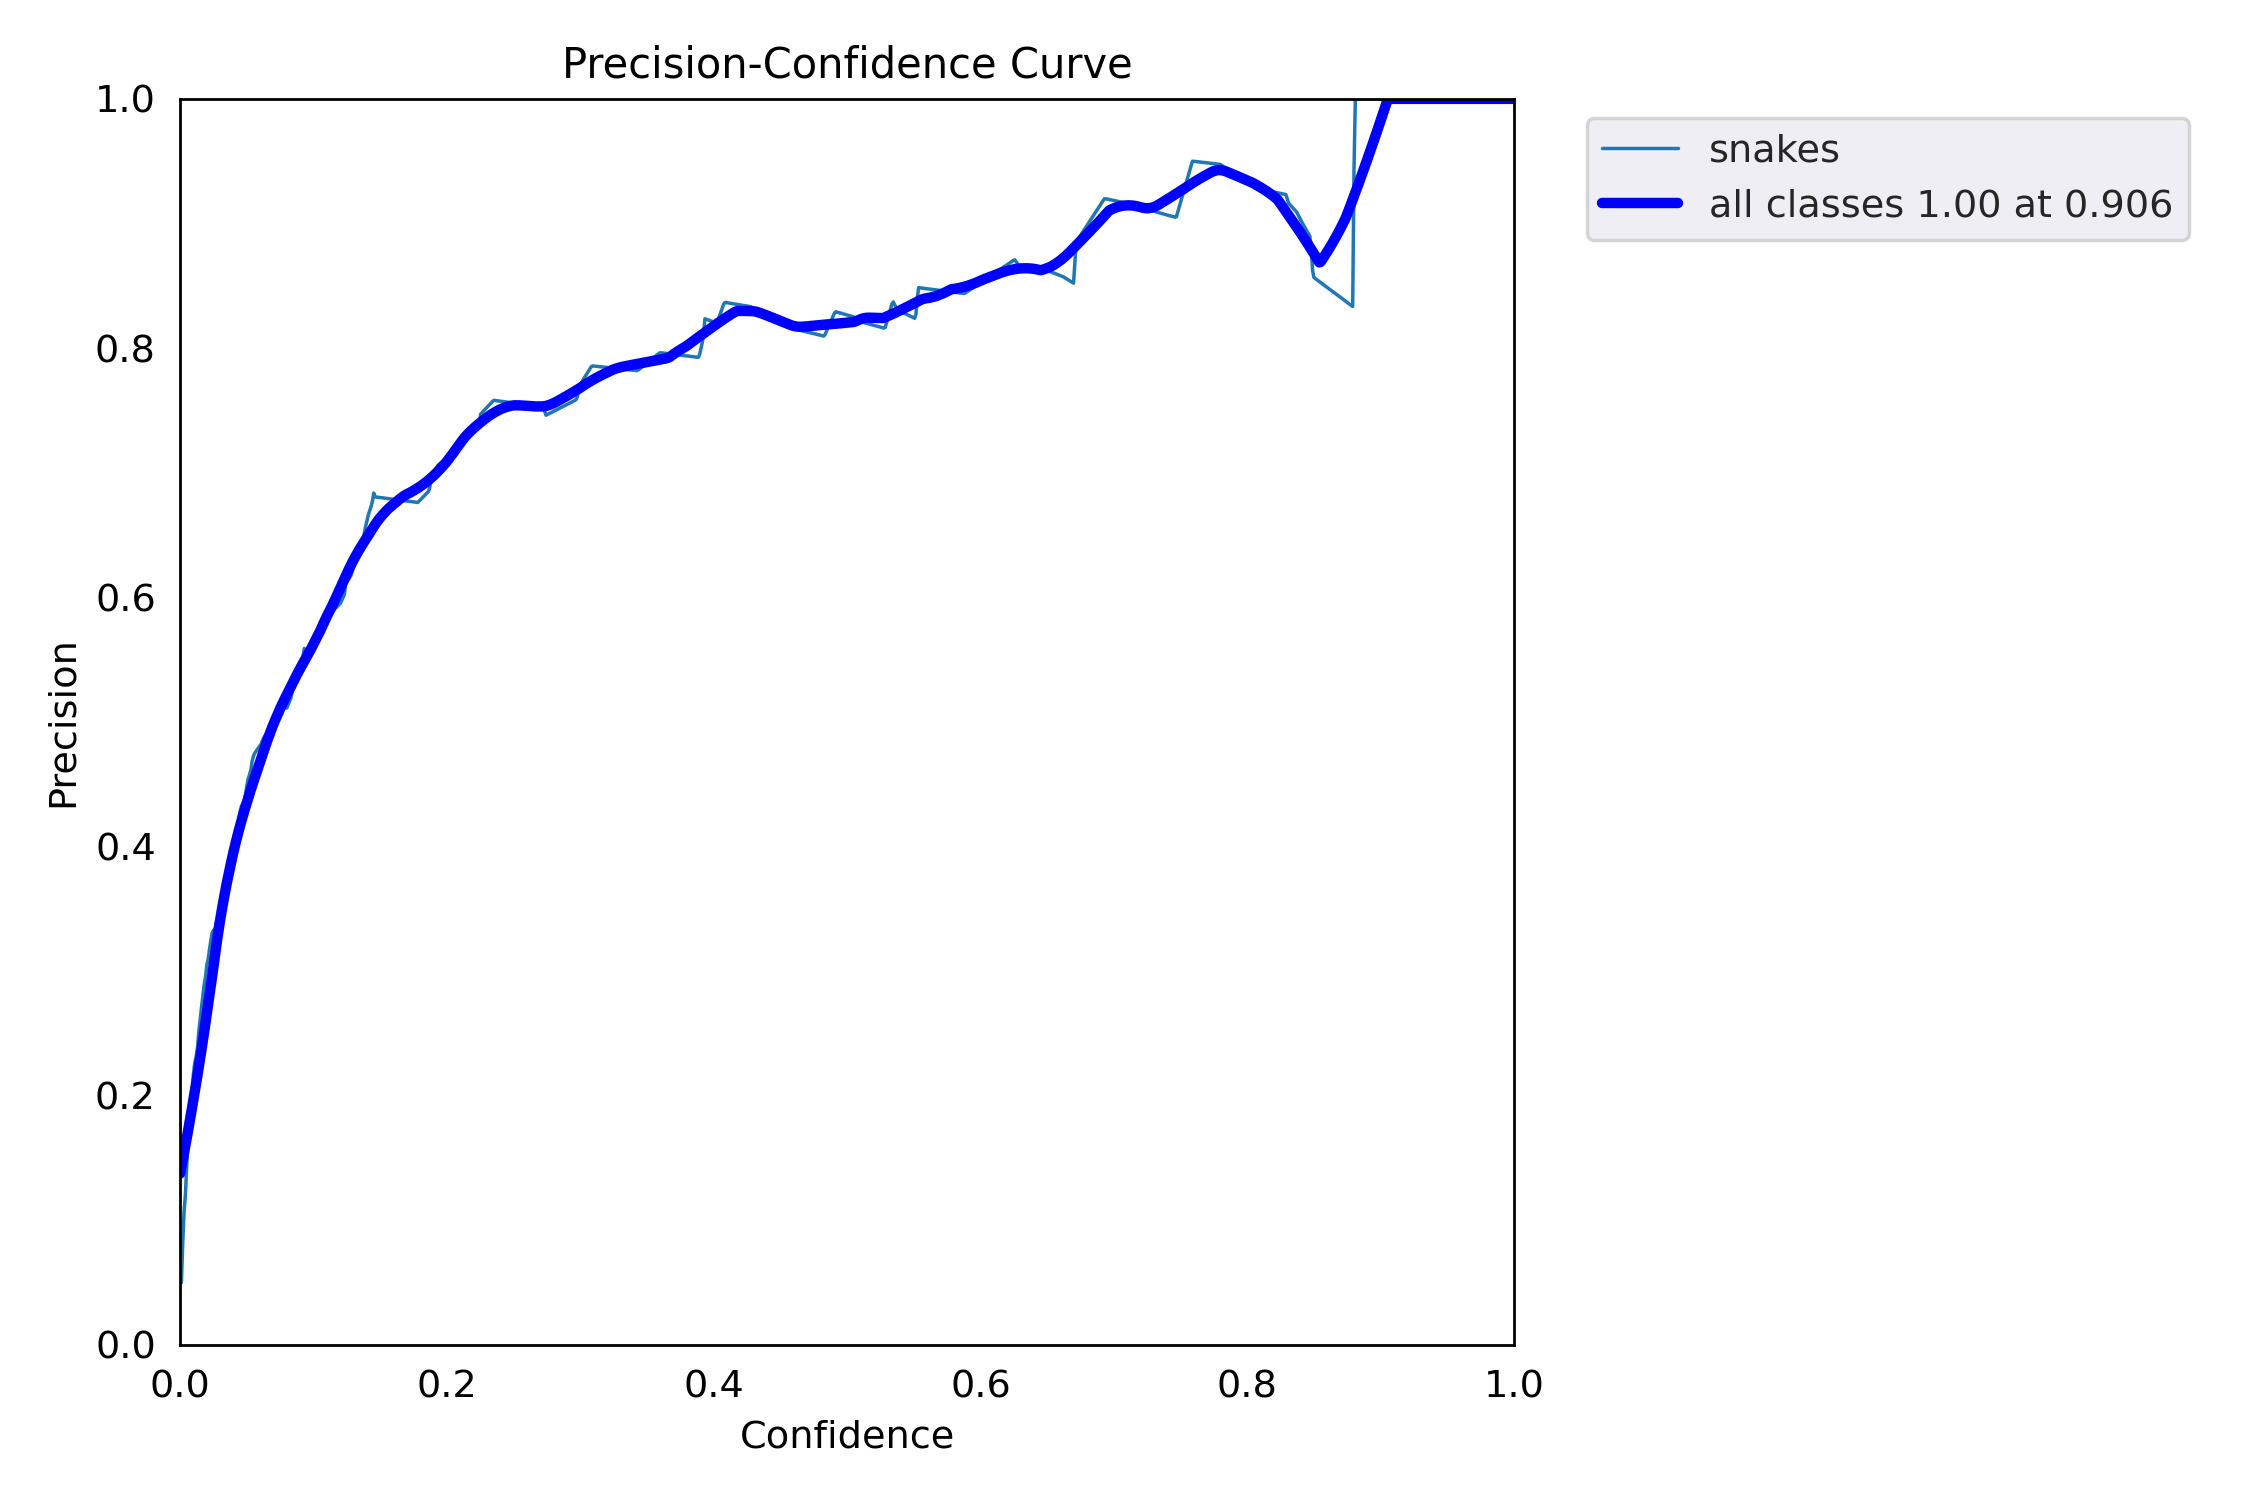 Precision-Confidence Curve
1.0
0.8
0.6
0.4
0.2
0.0
Precision
0.0 0.2 0.4 0.6 0.8 1.0
Confidence
snakes
all classes 1.00 at 0.906